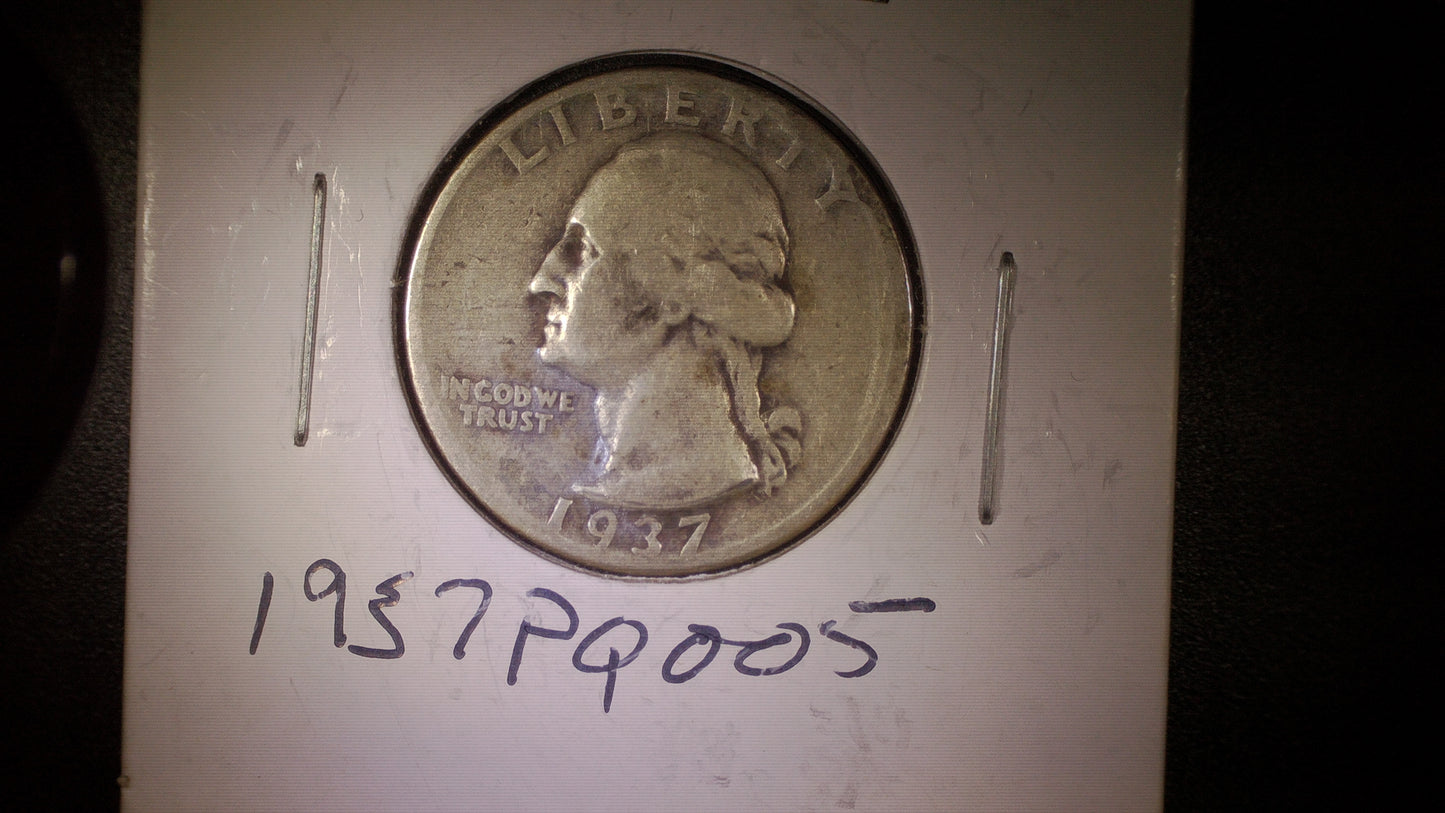 LIBERTY
IN GOD WE
TRUST
1937
1937PQ005